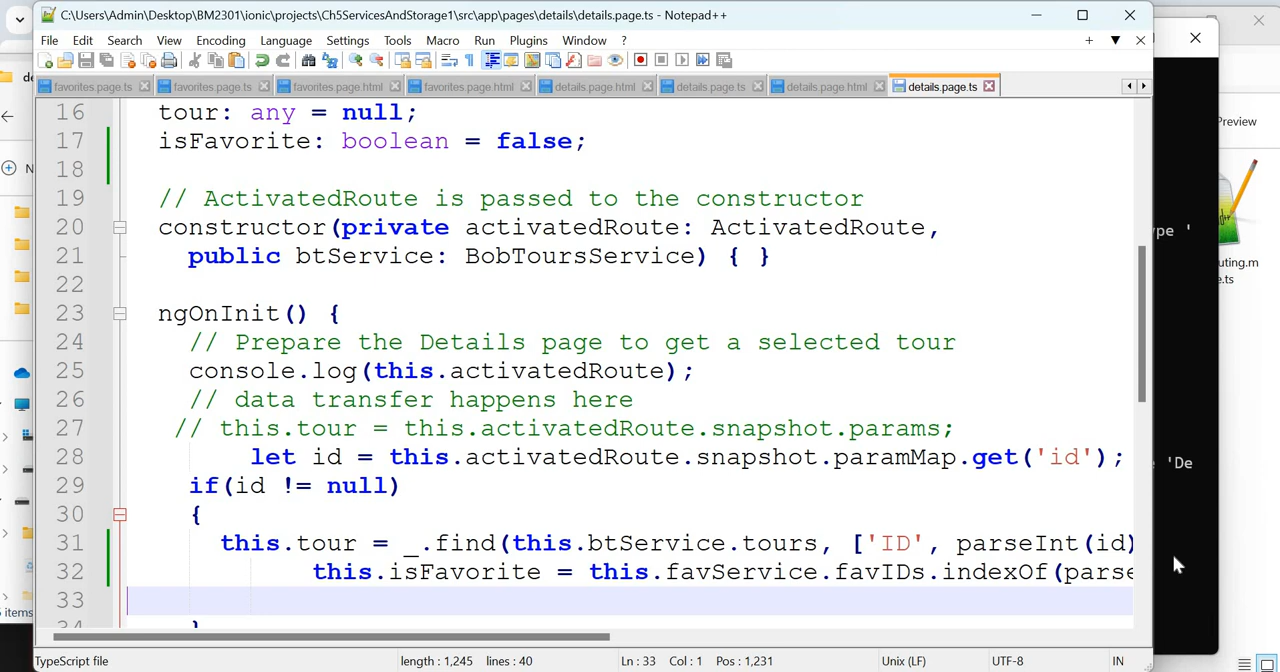 C:\Users\Admin\Desktop\BM2301\ionic\projects\Ch5ServicesAndStorage1\src\app\pages\details\details.page.ts - Notepad++
File Edit Search View Encoding Language Settings Tools Macro Run Plugins Window ?
favorites.page.ts favorites.page.ts favorites.page.html favorites.page.html details.page.html details.page.ts details.page.html details.page.ts
16 tour: any = null;
17 isFavorite: boolean = false;
18
19 // ActivatedRoute is passed to the constructor
20 constructor(private activatedRoute: ActivatedRoute,
21 public btService: BobToursService) { }
22
23 ngOnInit() {
24 // Prepare the Details page to get a selected tour
25 console.log(this.activatedRoute);
26 // data transfer happens here
27 // this.tour = this.activatedRoute.snapshot.params;
28 let id = this.activatedRoute.snapshot.paramMap.get('id');
29 if(id != null)
30 {
31 this.tour = _.find(this.btService.tours, ['ID', parseInt(id)
32 this.isFavorite = this.favService.favIDs.indexOf(parse
33
34 }
TypeScript file length : 1,245 lines : 40 Ln : 33 Col : 1 Pos : 1,231 Unix (LF) UTF-8 IN
de
N
items
Preview
ype '
uting.m
e.ts
'De